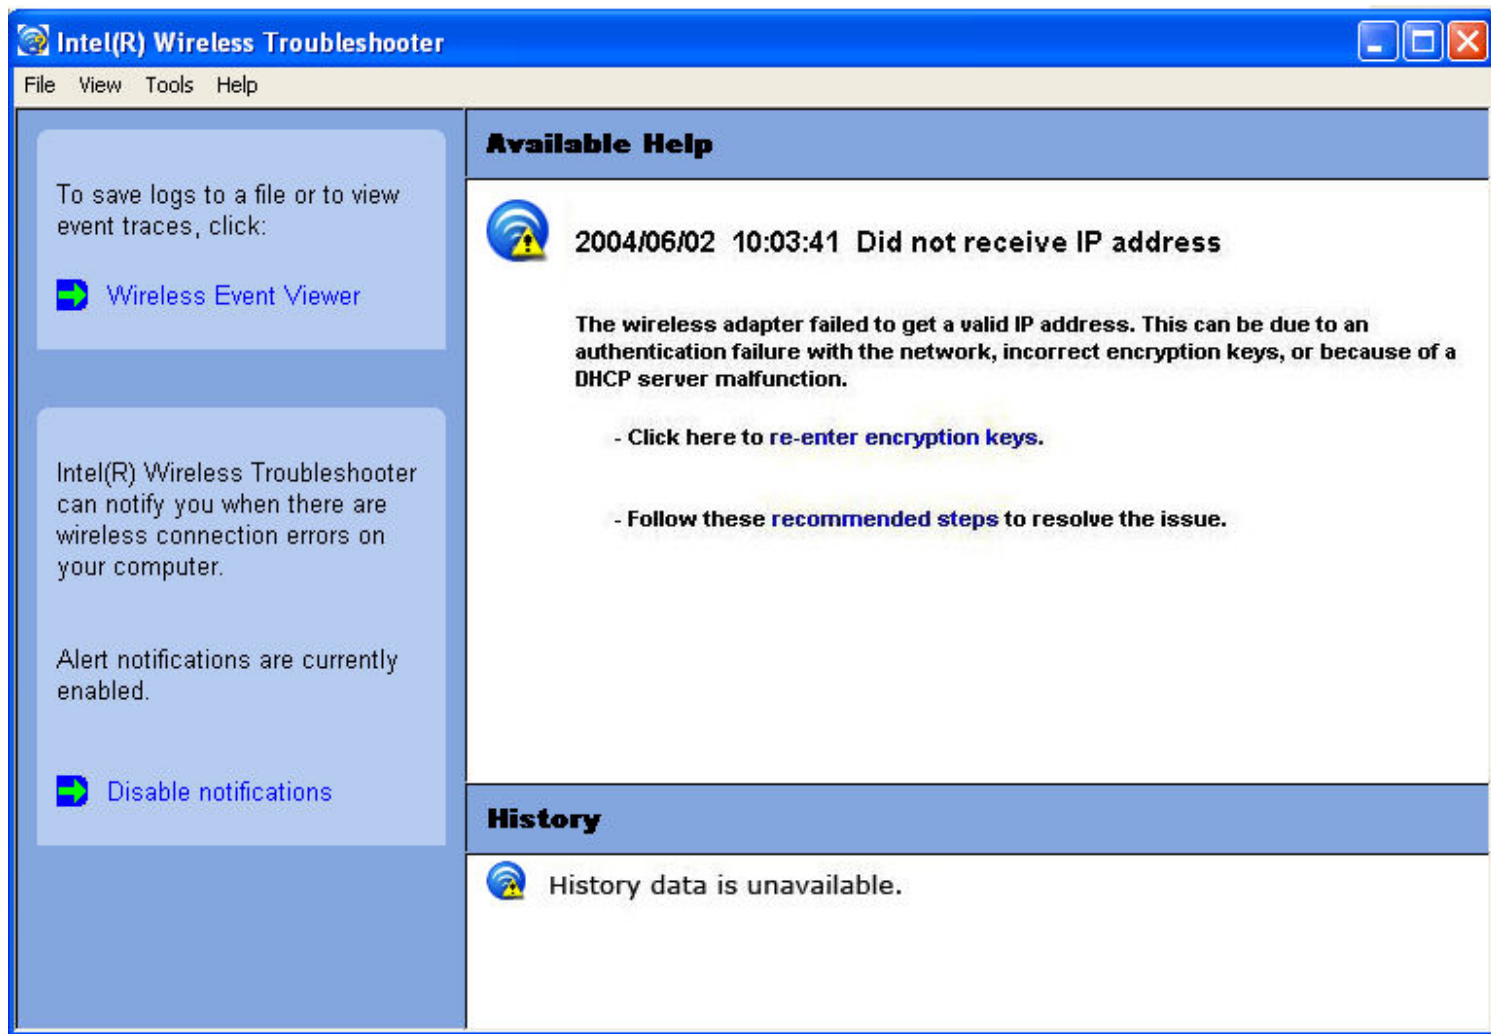 Intel(R) Wireless Troubleshooter
File View Tools Help
To save logs to a file or to view
event traces, click:
Wireless Event Viewer
Intel(R) Wireless Troubleshooter
can notify you when there are
wireless connection errors on
your computer.
Alert notifications are currently
enabled.
Disable notifications
Available Help
2004/06/02 10:03:41 Did not receive IP address
The wireless adapter failed to get a valid IP address. This can be due to an
authentication failure with the network, incorrect encryption keys, or because of a
DHCP server malfunction.
- Click here to re-enter encryption keys.
- Follow these recommended steps to resolve the issue.
History
History data is unavailable.